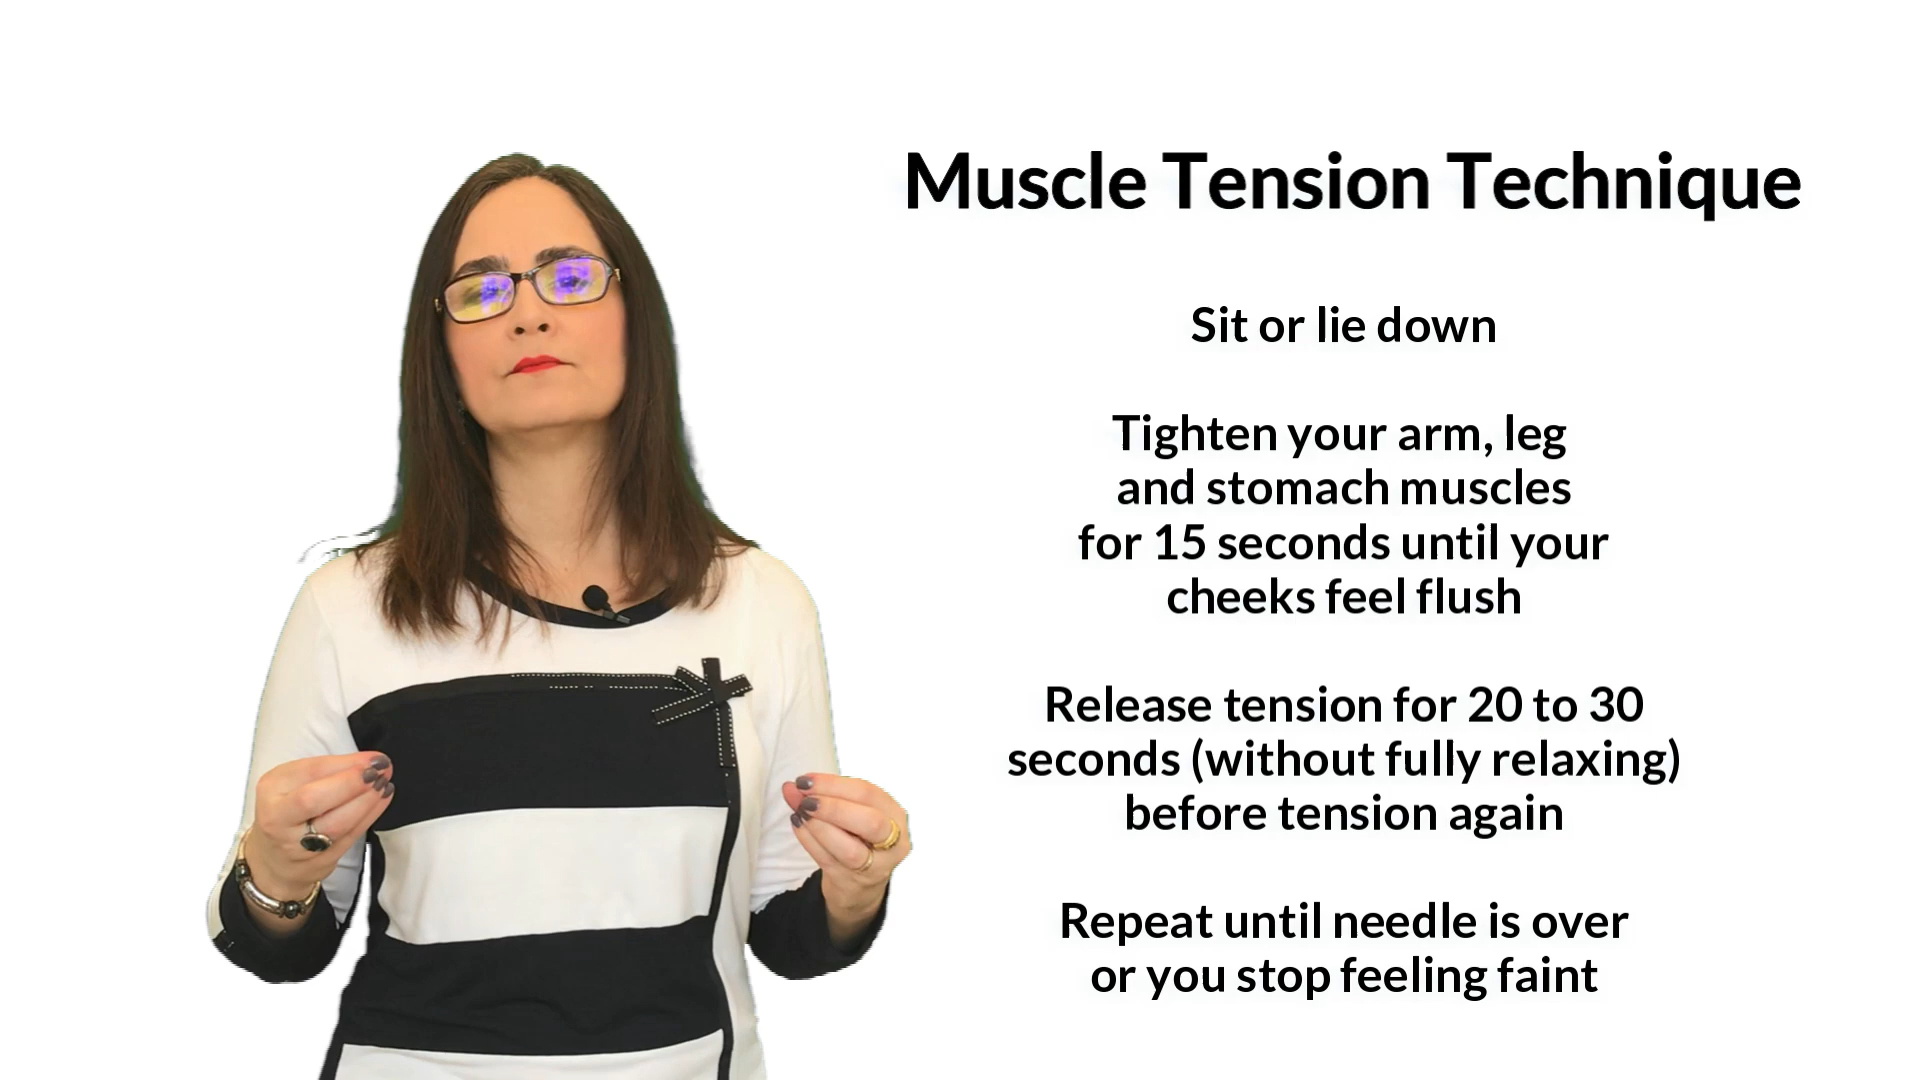 Muscle Tension Technique
Sit or lie down
Tighten your arm, leg
and stomach muscles
for 15 seconds until your
cheeks feel flush
Release tension for 20 to 30
seconds (without fully relaxing)
before tension again
Repeat until needle is over
or you stop feeling faint